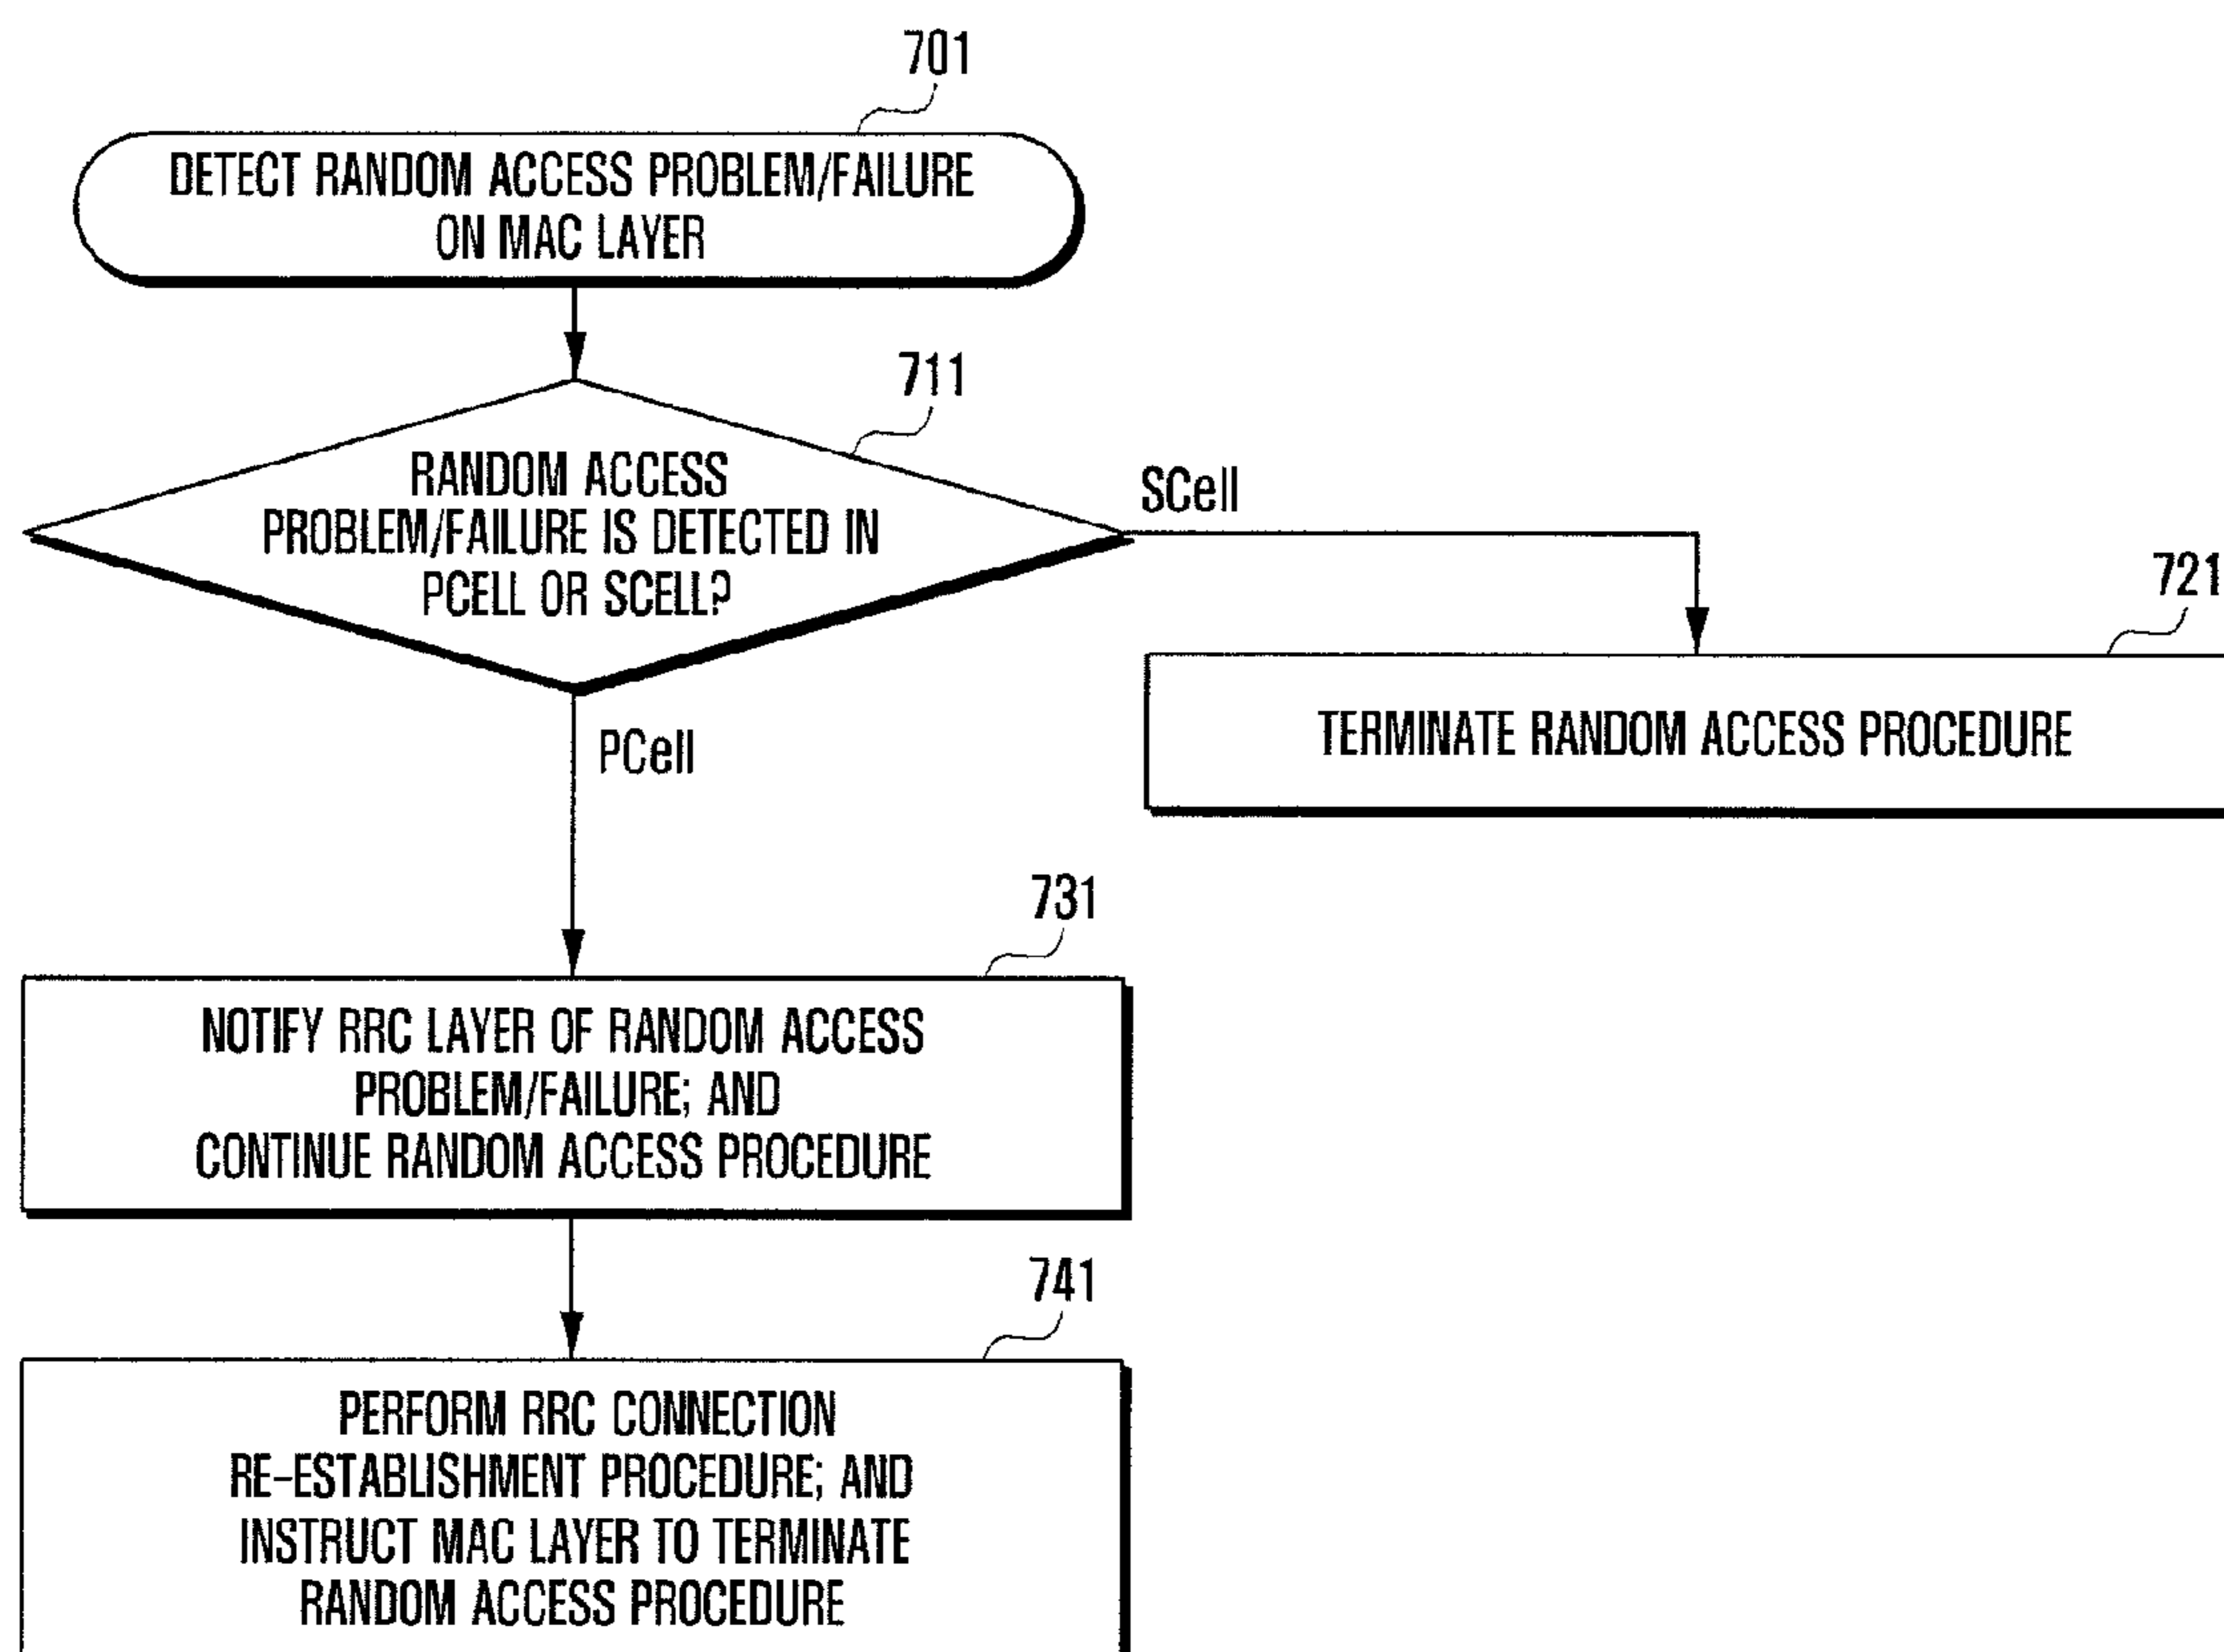 701
DETECT RANDOM ACCESS PROBLEM/FAILURE
ON MAC LAYER
711
RANDOM ACCESS
PROBLEM/FAILURE IS DETECTED IN
PCELL OR SCELL?
SCell
721
TERMINATE RANDOM ACCESS PROCEDURE
PCell
731
NOTIFY RRC LAYER OF RANDOM ACCESS
PROBLEM/FAILURE; AND
CONTINUE RANDOM ACCESS PROCEDURE
741
PERFORM RRC CONNECTION
RE-ESTABLISHMENT PROCEDURE; AND
INSTRUCT MAC LAYER TO TERMINATE
RANDOM ACCESS PROCEDURE